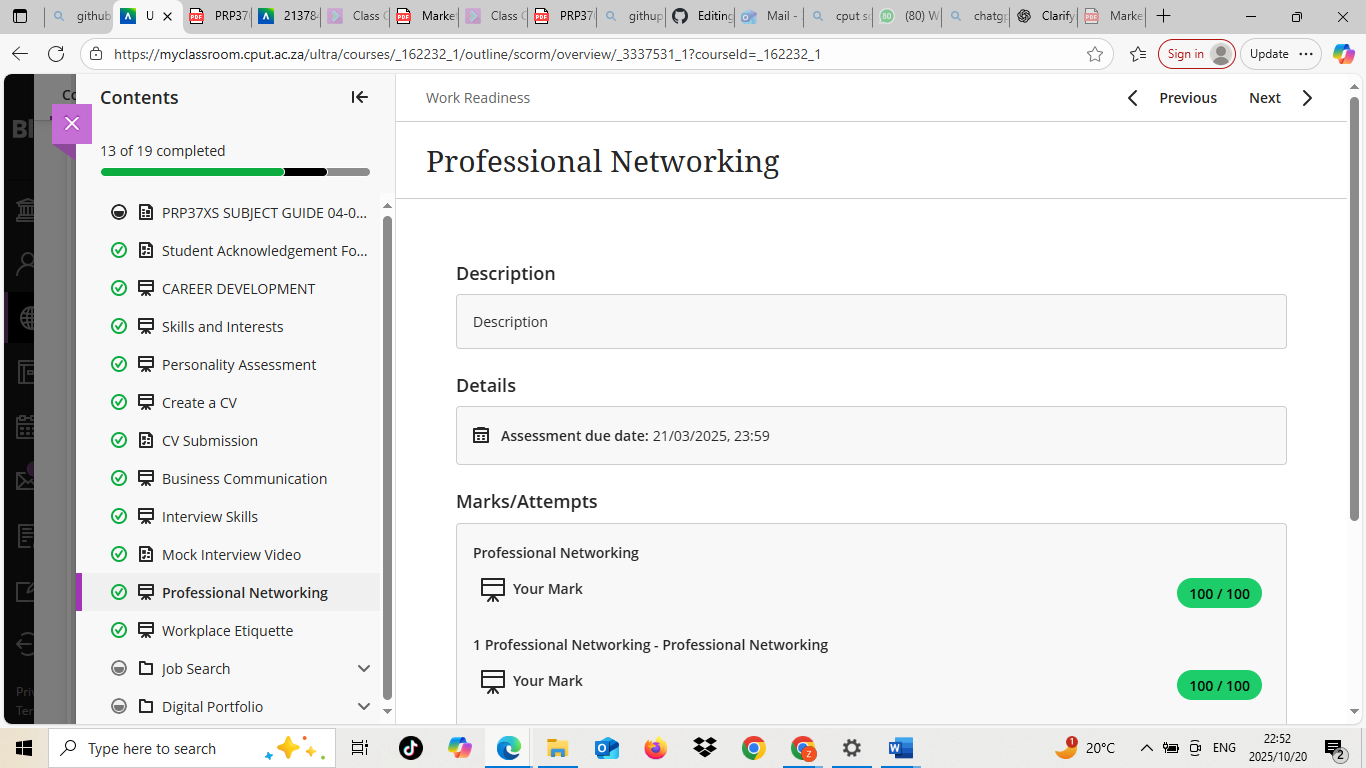 github
U
PRP37
21378
Class C
Marke
Class C
PRP37
githup
Editing
Mail -
cput s
(80) W
chatg
Clarify
Marke
https://myclassroom.cput.ac.za/ultra/courses/_162232_1/outline/scorm/overview/_3337531_1?courseId=_162232_1
Sign in
Update
Contents
13 of 19 completed
PRP37XS SUBJECT GUIDE 04-0...
Student Acknowledgement Fo...
CAREER DEVELOPMENT
Skills and Interests
Personality Assessment
Create a CV
CV Submission
Business Communication
Interview Skills
Mock Interview Video
Professional Networking
Workplace Etiquette
Job Search
Digital Portfolio
Work Readiness
Previous
Next
Professional Networking
Description
Description
Details
Assessment due date: 21/03/2025, 23:59
Marks/Attempts
Professional Networking
Your Mark
100 / 100
1 Professional Networking - Professional Networking
Your Mark
100 / 100
Priv
Ter
Type here to search
1
20°C
ENG
22:52
2025/10/20
2